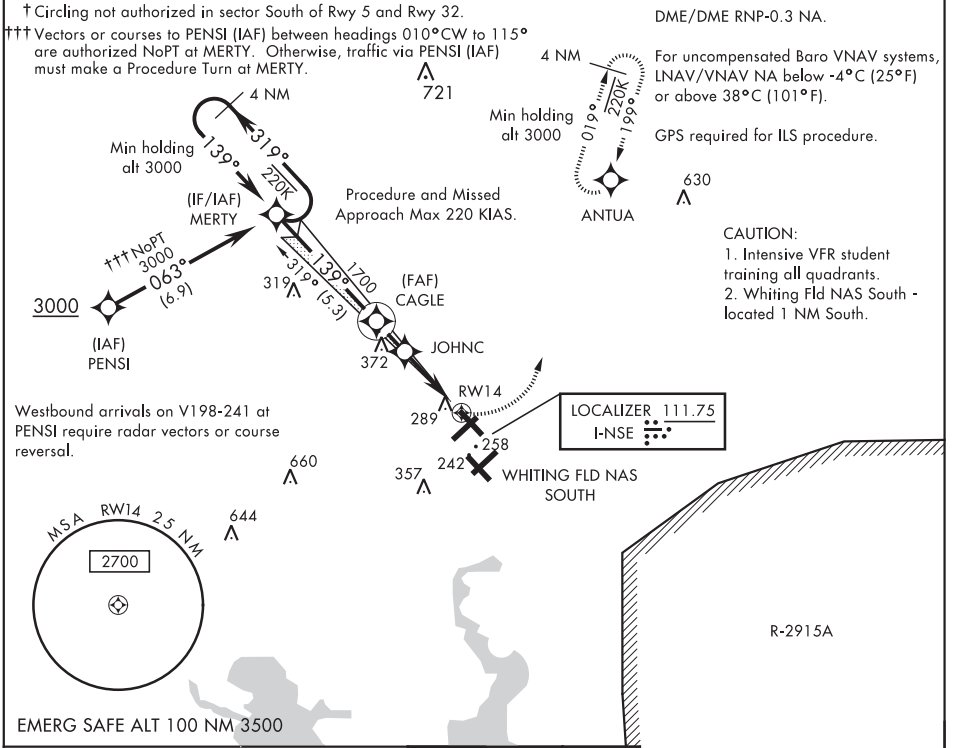 † Circling not authorized in sector South of Rwy 5 and Rwy 32.
††† Vectors or courses to PENSI (IAF) between headings 010° CW to 115°
are authorized NoPT at MERTY. Otherwise, traffic via PENSI (IAF)
must make a Procedure Turn at MERTY.
DME/DME RNP-0.3 NA.
For uncompensated Baro VNAV systems,
LNAV/VNAV NA below -4°C (25°F)
or above 38°C (101°F).
GPS required for ILS procedure.
721
4 NM
Min holding
alt 3000
139°
319°
220K
4 NM
Min holding
alt 3000
019°
220K
199°
ANTUA
630
(IF/IAF)
MERTY
Procedure and Missed
Approach Max 220 KIAS.
CAUTION:
1. Intensive VFR student
training all quadrants.
2. Whiting Fld NAS South -
located 1 NM South.
††† NoPT
3000
063°
(6.9)
3000
(IAF)
PENSI
1700
139°
319° (5.3)
319
(FAF)
CAGLE
372
JOHNC
RW14
289
258
242
357
WHITING FLD NAS
SOUTH
LOCALIZER 111.75
I-NSE
Westbound arrivals on V198-241 at
PENSI require radar vectors or course
reversal.
660
644
MSA RW14 25 NM
2700
R-2915A
EMERG SAFE ALT 100 NM 3500